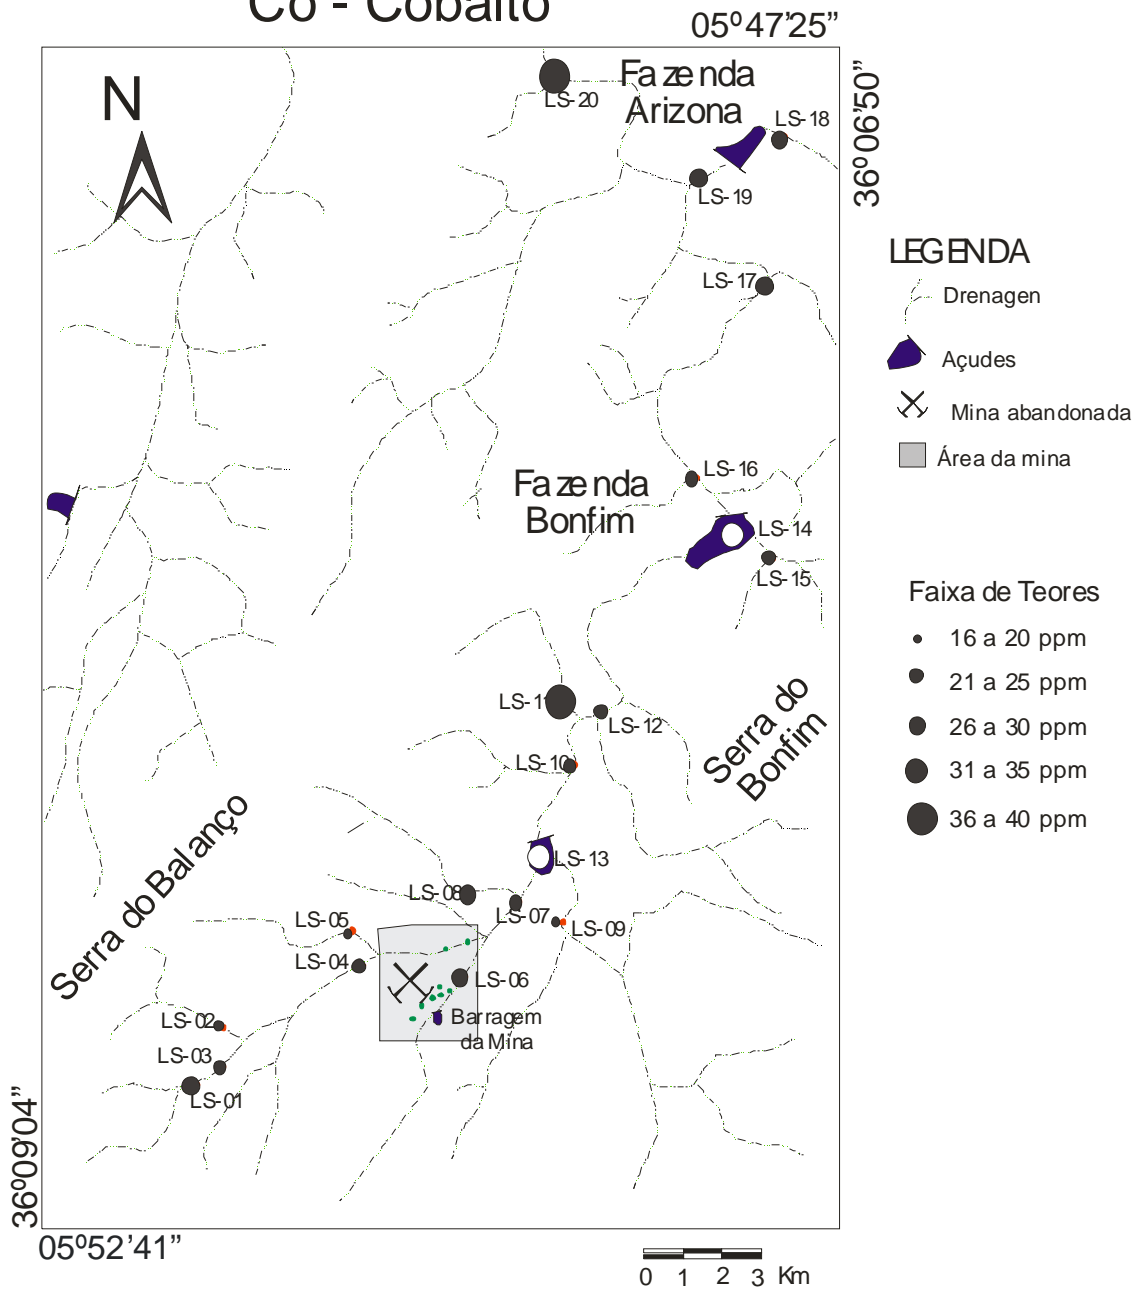 Co - Cobalto
05º47'25"
36º06'50"
N
Fazenda
Arizona
LS-20
LS-18
LS-19
LS-17
LEGENDA
Drenagen
Açudes
Mina abandonada
Área da mina
LS-16
Fazenda
Bonfim
LS-14
LS-15
Faixa de Teores
16 a 20 ppm
21 a 25 ppm
26 a 30 ppm
31 a 35 ppm
36 a 40 ppm
LS-11
LS-12
Serra do
Bonfim
LS-10
Serra do Balanço
LS-13
LS-08
LS-07
LS-05
LS-09
LS-04
LS-06
LS-02
Barragem
da Mina
LS-03
LS-01
36º09'04"
05º52'41"
0 1 2 3 Km